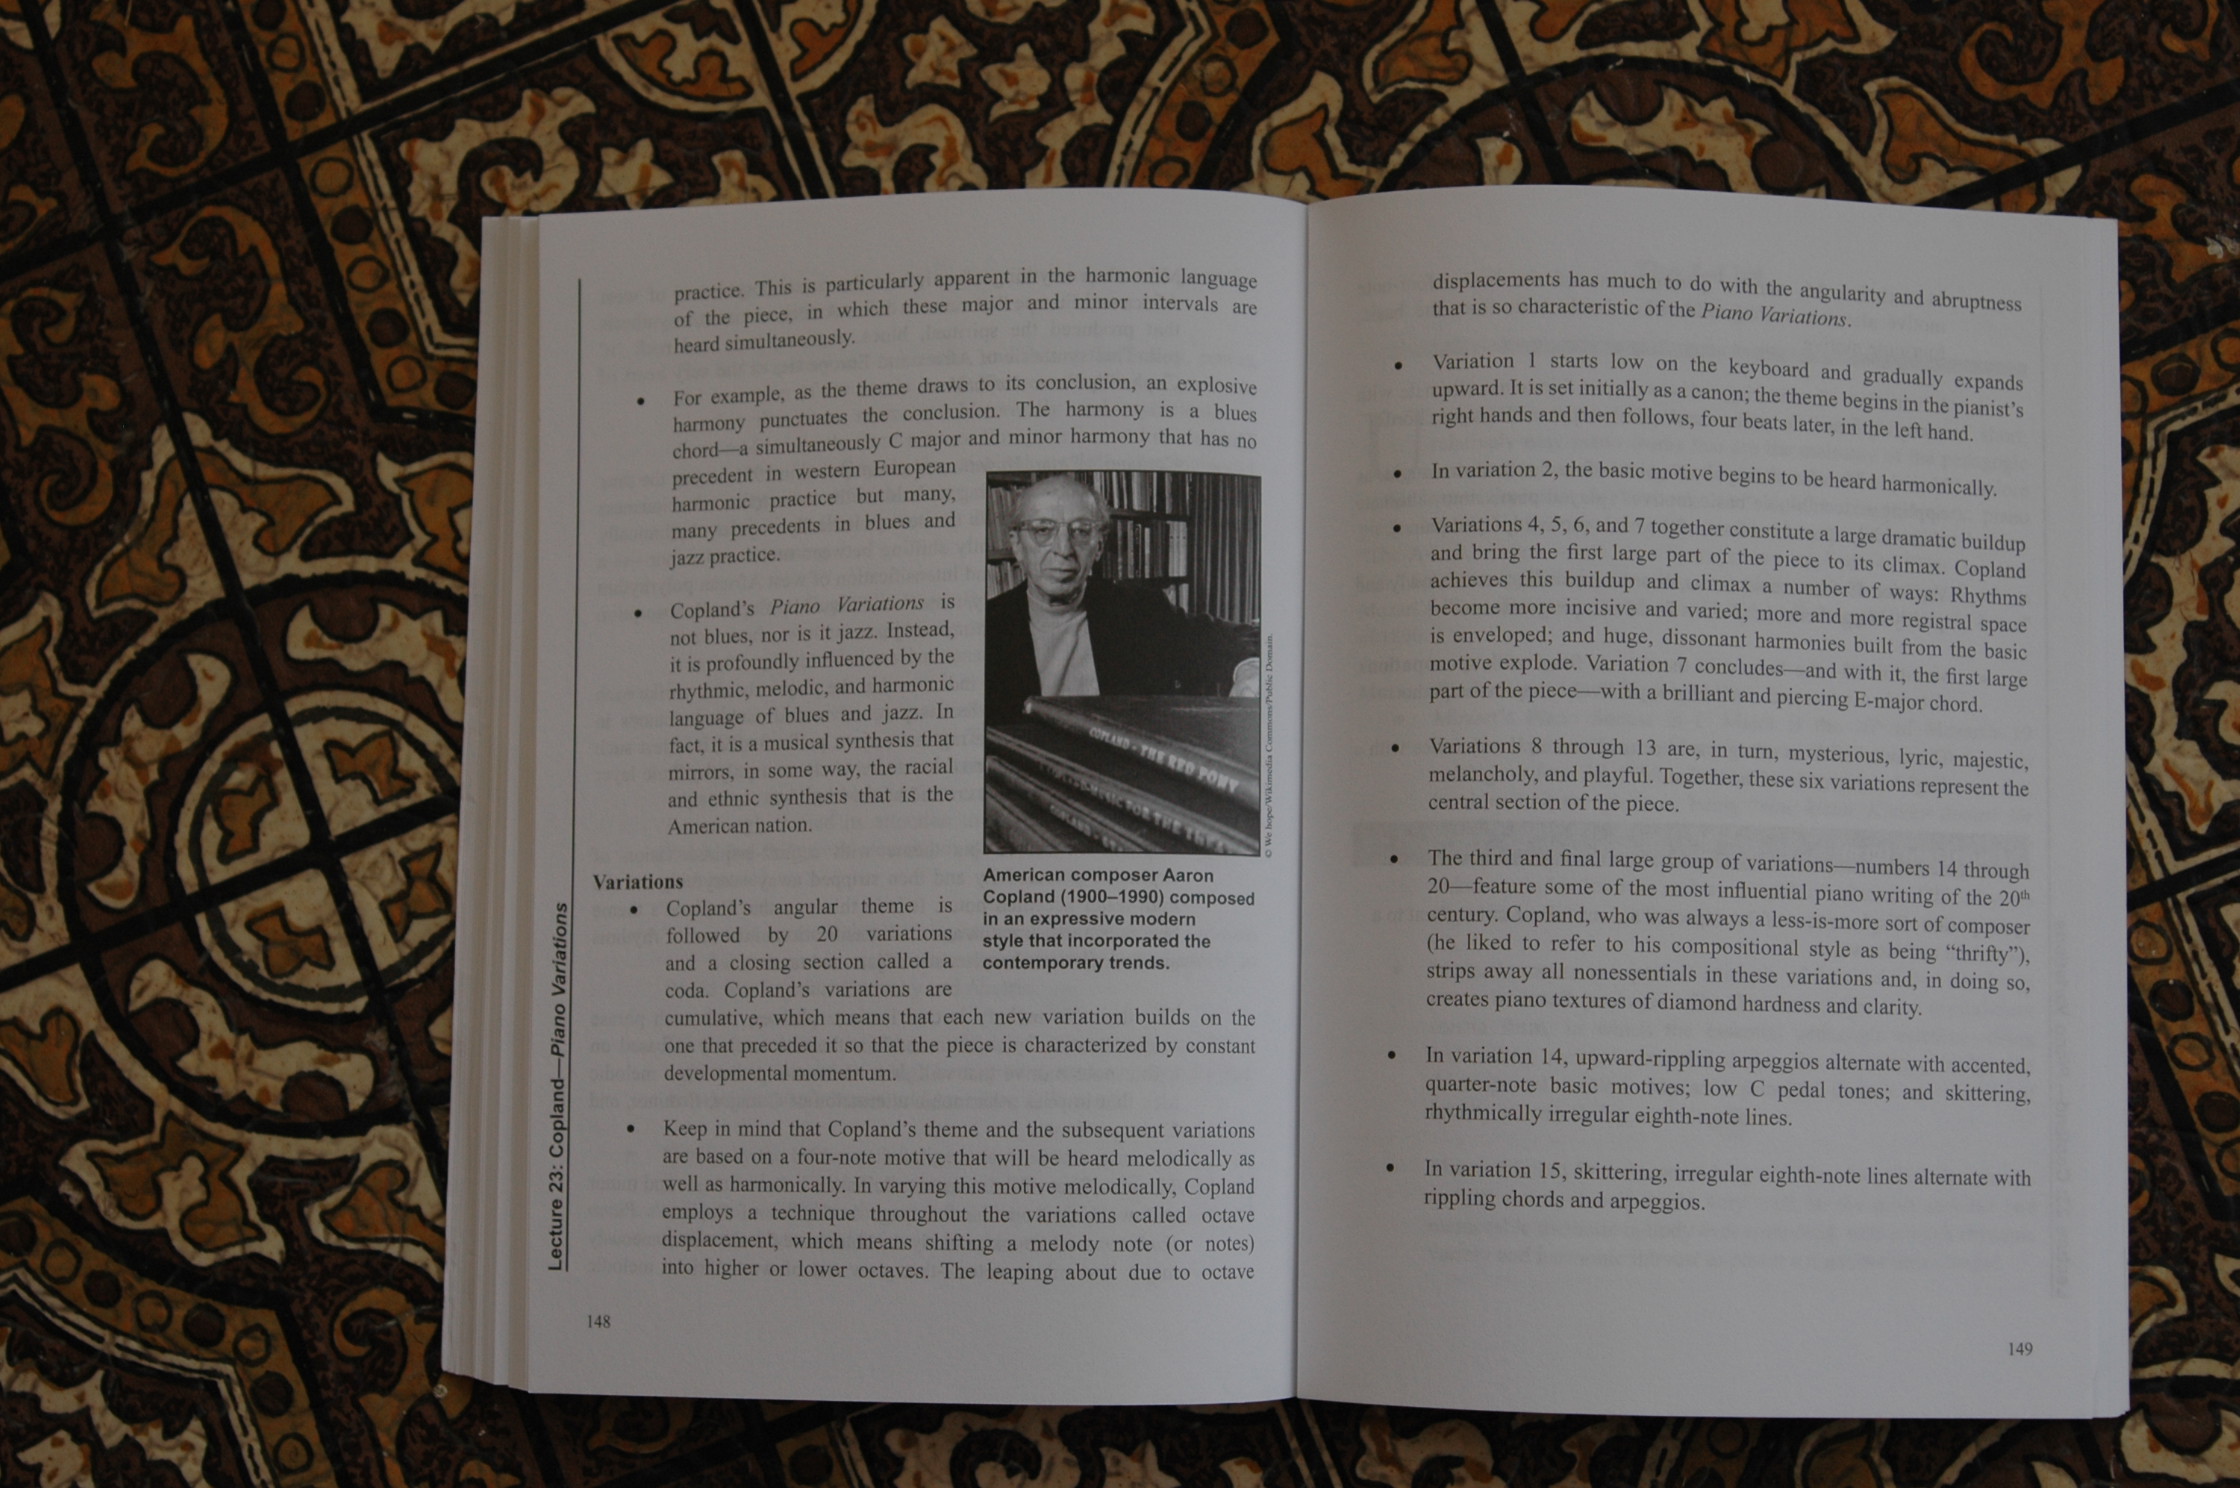 practice. This is particularly apparent in the harmonic language
of the piece, in which these major and minor intervals are
heard simultaneously.
• For example, as the theme draws to its conclusion, an explosive
harmony punctuates the conclusion. The harmony is a blues
chord—a simultaneously C major and minor harmony that has no
precedent in western European
harmonic practice but many,
many precedents in blues and
jazz practice.
• Copland's Piano Variations is
not blues, nor is it jazz. Instead,
it is profoundly influenced by the
rhythmic, melodic, and harmonic
language of blues and jazz. In
fact, it is a musical synthesis that
mirrors, in some way, the racial
and ethnic synthesis that is the
American nation.
COPLAND • THE RED PONY
© We hope/Wikimedia Commons/Public Domain.
American composer Aaron
Copland (1900–1990) composed
in an expressive modern
style that incorporated the
contemporary trends.
Variations
• Copland's angular theme is
followed by 20 variations
and a closing section called a
coda. Copland's variations are
cumulative, which means that each new variation builds on the
one that preceded it so that the piece is characterized by constant
developmental momentum.
• Keep in mind that Copland's theme and the subsequent variations
are based on a four-note motive that will be heard melodically as
well as harmonically. In varying this motive melodically, Copland
employs a technique throughout the variations called octave
displacement, which means shifting a melody note (or notes)
into higher or lower octaves. The leaping about due to octave
Lecture 23: Copland—Piano Variations
148
displacements has much to do with the angularity and abruptness
that is so characteristic of the Piano Variations.
• Variation 1 starts low on the keyboard and gradually expands
upward. It is set initially as a canon; the theme begins in the pianist's
right hands and then follows, four beats later, in the left hand.
• In variation 2, the basic motive begins to be heard harmonically.
• Variations 4, 5, 6, and 7 together constitute a large dramatic buildup
and bring the first large part of the piece to its climax. Copland
achieves this buildup and climax a number of ways: Rhythms
become more incisive and varied; more and more registral space
is enveloped; and huge, dissonant harmonies built from the basic
motive explode. Variation 7 concludes—and with it, the first large
part of the piece—with a brilliant and piercing E-major chord.
• Variations 8 through 13 are, in turn, mysterious, lyric, majestic,
melancholy, and playful. Together, these six variations represent the
central section of the piece.
• The third and final large group of variations—numbers 14 through
20—feature some of the most influential piano writing of the 20th
century. Copland, who was always a less-is-more sort of composer
(he liked to refer to his compositional style as being “thrifty”),
strips away all nonessentials in these variations and, in doing so,
creates piano textures of diamond hardness and clarity.
• In variation 14, upward-rippling arpeggios alternate with accented,
quarter-note basic motives; low C pedal tones; and skittering,
rhythmically irregular eighth-note lines.
• In variation 15, skittering, irregular eighth-note lines alternate with
rippling chords and arpeggios.
149